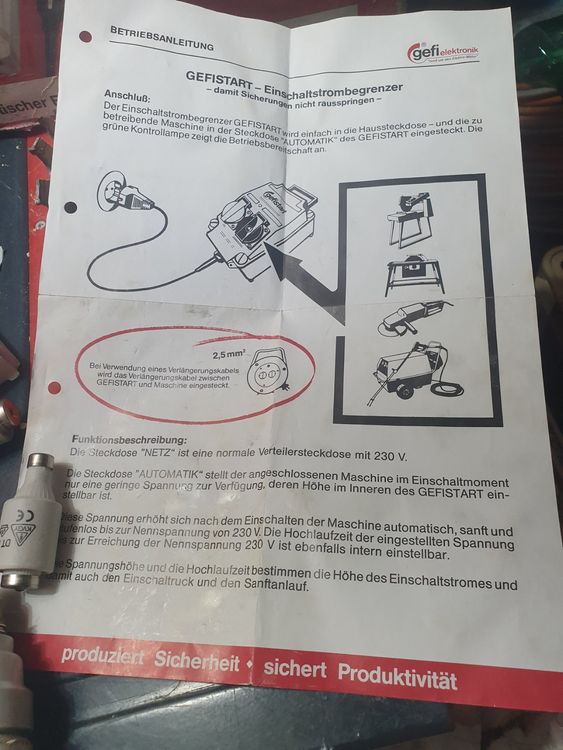 BETRIEBSANLEITUNG
gefi elektronik
GEFISTART – Einschaltstrombegrenzer
– damit Sicherungen nicht rausspringen –
Anschluß:
Der Einschaltstrombegrenzer GEFISTART wird einfach in die Haussteckdose – und die zu
betreibende Maschine in der Steckdose "AUTOMATIK" des GEFISTART eingesteckt. Die
grüne Kontrollampe zeigt die Betriebsbereitschaft an.
Gefistart
2,5 mm²
Bei Verwendung eines Verlängerungskabels
wird das Verlängerungskabel zwischen
GEFISTART und Maschine eingesteckt.
Funktionsbeschreibung:
Die Steckdose "NETZ" ist eine normale Verteilersteckdose mit 230 V.
Die Steckdose "AUTOMATIK" stellt der angeschlossenen Maschine im Einschaltmoment
nur eine geringe Spannung zur Verfügung, deren Höhe im Inneren des GEFISTART ein-
stellbar ist.
Diese Spannung erhöht sich nach dem Einschalten der Maschine automatisch, sanft und
stufenlos bis zur Nennspannung von 230 V. Die Hochlaufzeit der eingestellten Spannung
bis zur Erreichung der Nennspannung 230 V ist ebenfalls intern einstellbar.
Die Spannungshöhe und die Hochlaufzeit bestimmen die Höhe des Einschaltstromes und
damit auch den Einschaltruck und den Sanftanlauf.
produziert Sicherheit • sichert Produktivität
ischer
CE